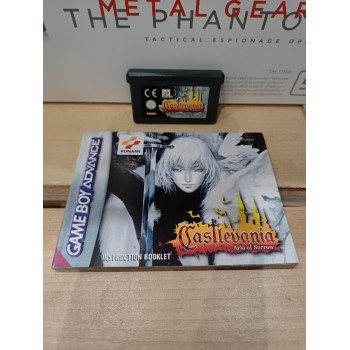 METAL GEAR
THE PHANTO
TACTICAL ESPIONAGE OP
CE
KONAMI
Castlevania
GAME BOY ADVANCE
KONAMI
Castlevania
Aria of Sorrow
INSTRUCTION BOOKLET